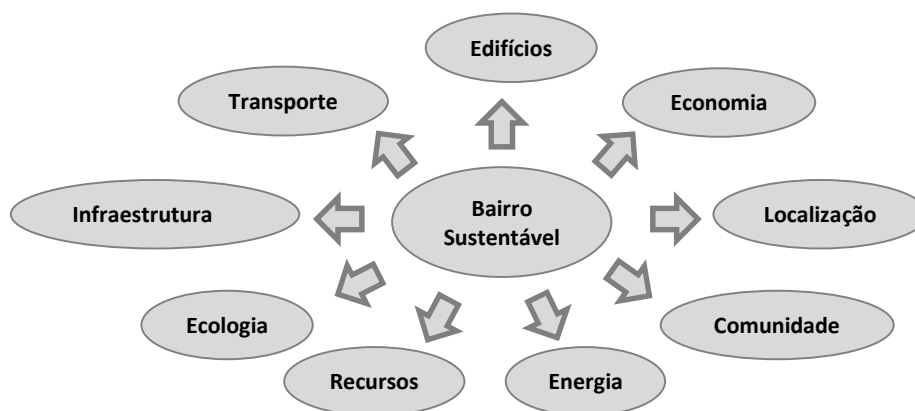 Edifícios
Transporte
Economia
Infraestrutura
Bairro
Sustentável
Localização
Ecologia
Comunidade
Recursos
Energia